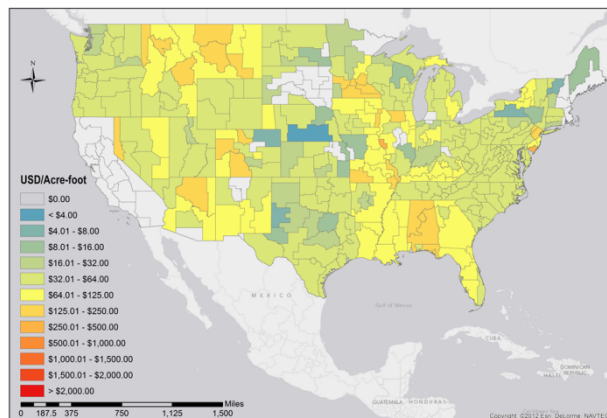 N
USD/Acre-foot
$0.00
< $4.00
$4.01 - $8.00
$8.01 - $16.00
$16.01 - $32.00
$32.01 - $64.00
$64.01 - $125.00
$125.01 - $250.00
$250.01 - $500.00
$500.01 - $1,000.00
$1,000.01 - $1,500.00
$1,500.01 - $2,000.00
> $2,000.00
MÉXICO
Gulf of Mexico
CUBA
HAITI
DOMINICAN
REPUBLIC
GUATEMALA
HONDURAS
Miles
0 187.5 375 750 1,125 1,500
Copyright:©2012 Esri, DeLorme, NAVTEQ